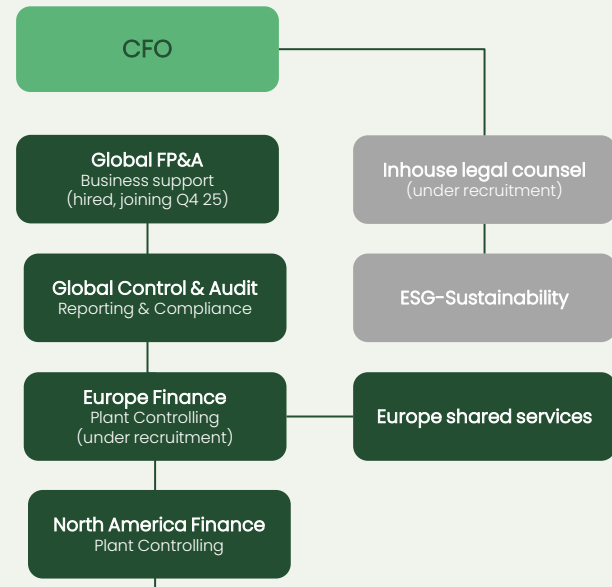 CFO
Global FP&A
Business support
(hired, joining Q4 25)
Inhouse legal counsel
(under recruitment)
Global Control & Audit
Reporting & Compliance
ESG-Sustainability
Europe Finance
Plant Controlling
(under recruitment)
Europe shared services
North America Finance
Plant Controlling